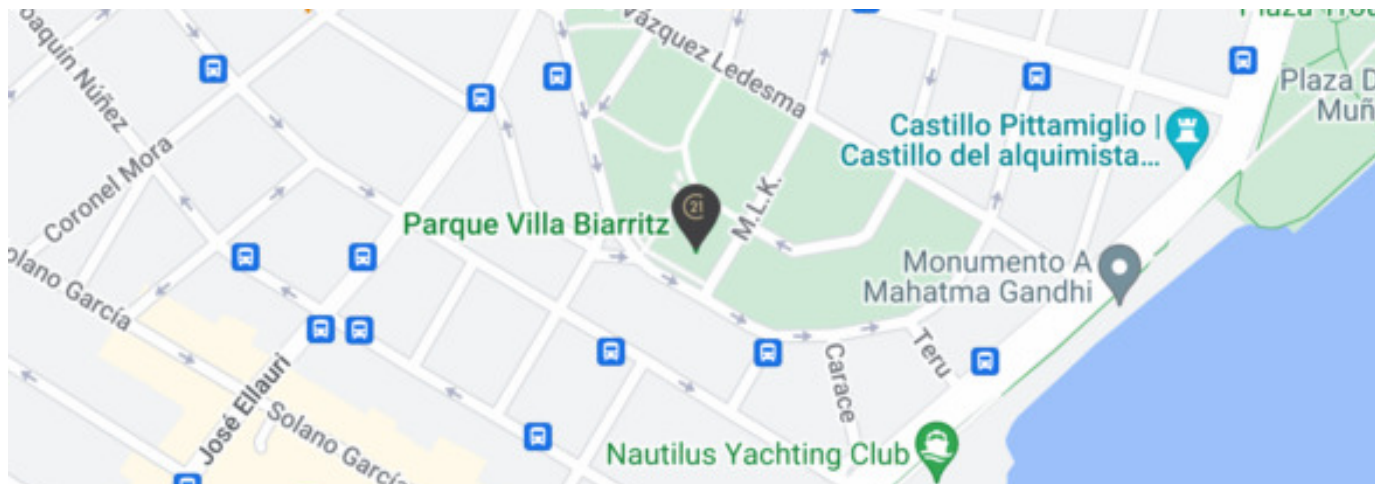 Vázquez Ledesma
Joaquín Núñez
Plaza D
Muñ
Castillo Pittamiglio |
Castillo del alquimista...
Coronel Mora
21
Parque Villa Biarritz
M.L.K.
Monumento A
Mahatma Gandhi
Solano García
José Ellauri
Solano García
Carace
Teru
Nautilus Yachting Club